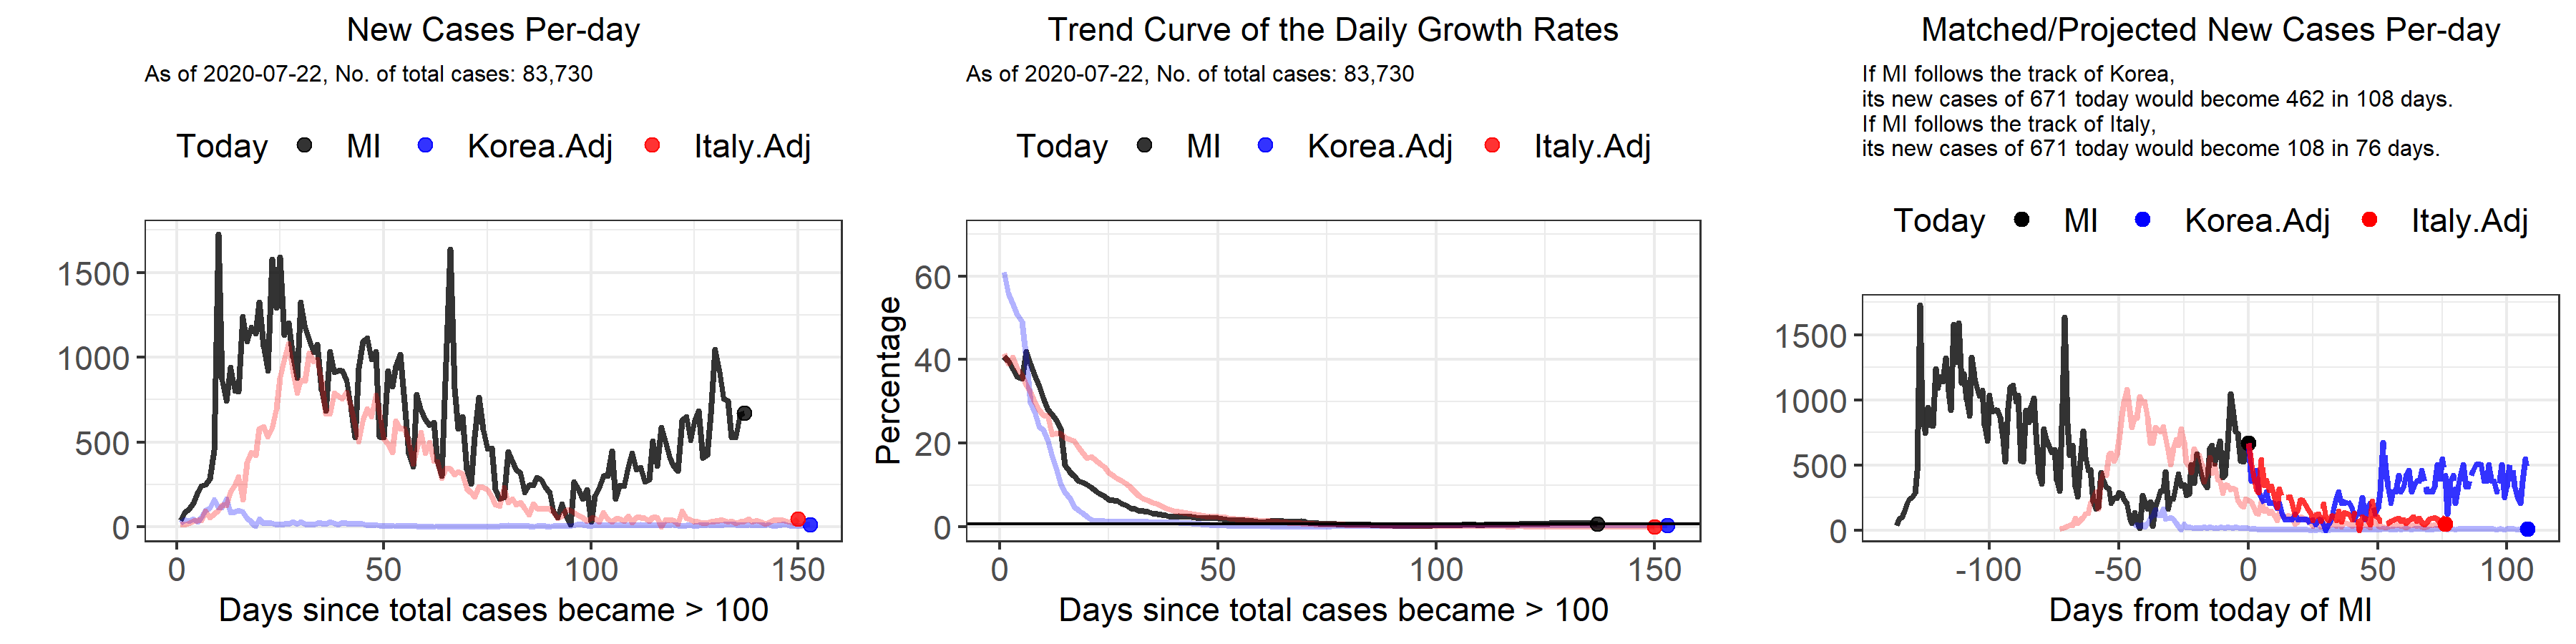 New Cases Per-day
As of 2020-07-22, No. of total cases: 83,730
Today MI Korea.Adj Italy.Adj
1500
1000
500
0
0 50 100 150
Days since total cases became > 100
Trend Curve of the Daily Growth Rates
As of 2020-07-22, No. of total cases: 83,730
Today MI Korea.Adj Italy.Adj
Percentage
60
40
20
0
0 50 100 150
Days since total cases became > 100
Matched/Projected New Cases Per-day
If MI follows the track of Korea,
its new cases of 671 today would become 462 in 108 days.
If MI follows the track of Italy,
its new cases of 671 today would become 108 in 76 days.
Today MI Korea.Adj Italy.Adj
1500
1000
500
0
-100 -50 0 50 100
Days from today of MI